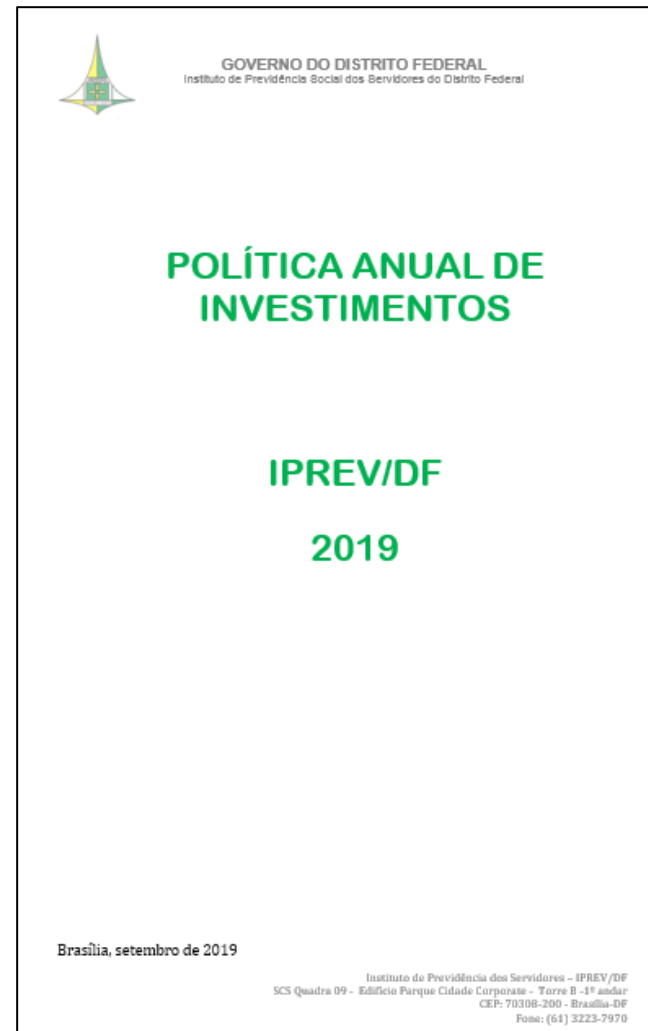 GOVERNO DO DISTRITO FEDERAL
Instituto de Previdência Social dos Servidores do Distrito Federal
POLÍTICA ANUAL DE
INVESTIMENTOS
IPREV/DF
2019
Brasília, setembro de 2019
Instituto de Previdência dos Servidores – IPREV/DF
SCS Quadra 09 – Edifício Parque Cidade Corporate – Torre B -1º andar
CEP: 70308-200 - Brasília-DF
Fone: (61) 3223-7970